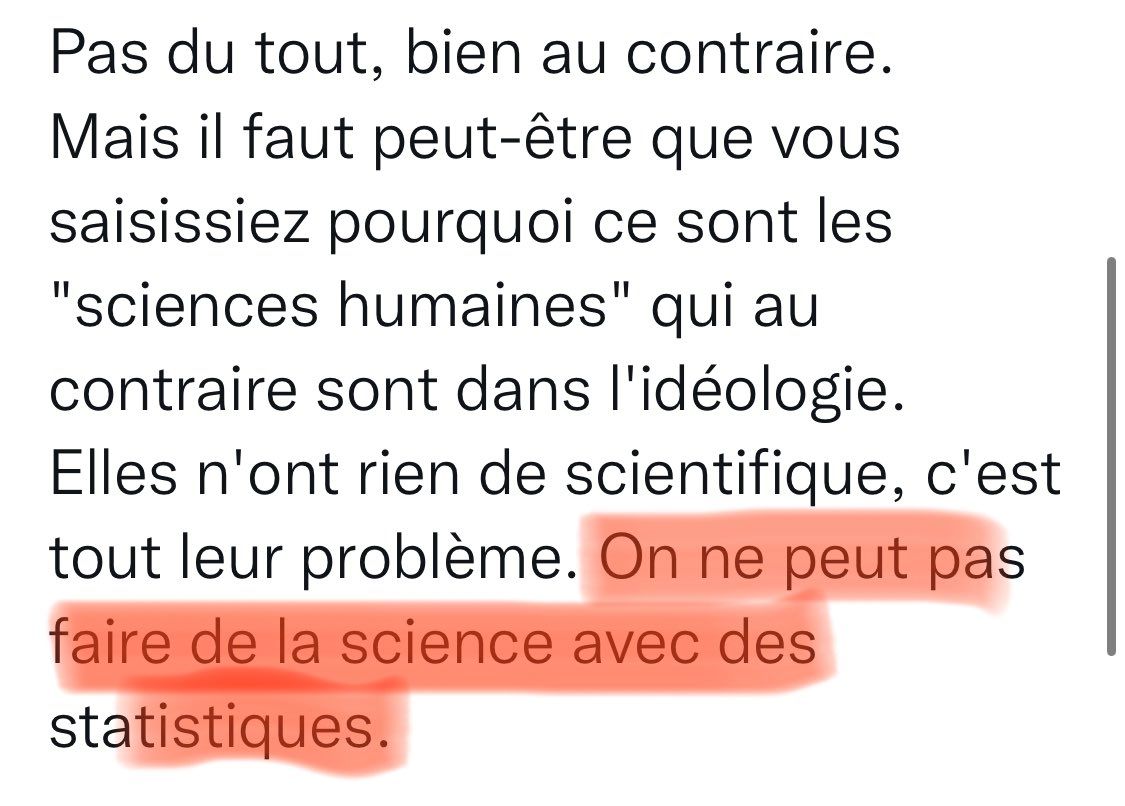 Pas du tout, bien au contraire.
Mais il faut peut-être que vous
saisissiez pourquoi ce sont les
"sciences humaines" qui au
contraire sont dans l'idéologie.
Elles n'ont rien de scientifique, c'est
tout leur problème. On ne peut pas
faire de la science avec des
statistiques.